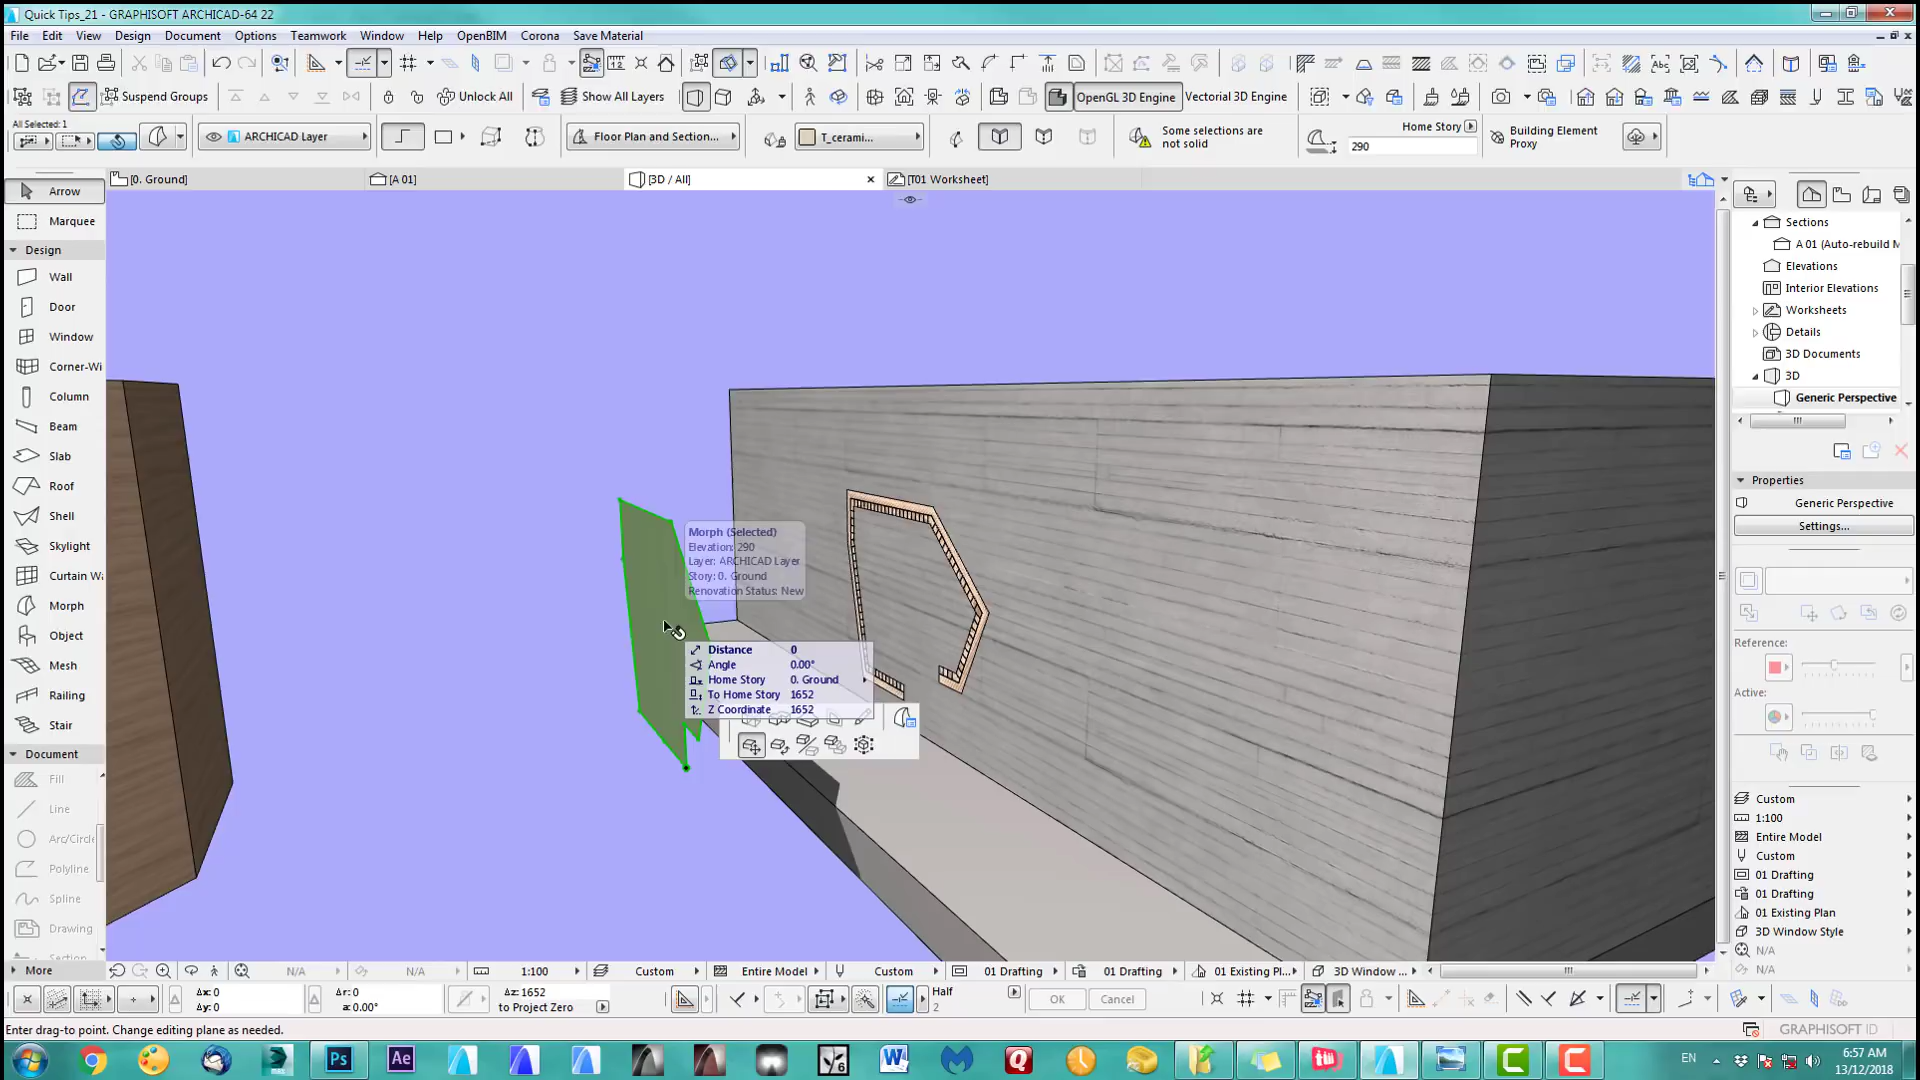 Quick Tips_21 - GRAPHISOFT ARCHICAD-64 22
File Edit View Design Document Options Teamwork Window Help OpenBIM Corona Save Material
Suspend Groups Unlock All Show All Layers OpenGL 3D Engine Vectorial 3D Engine
All Selected: 1
ARCHICAD Layer Floor Plan and Section... T_cerami... Some selections are not solid Home Story 290 Building Element Proxy
[0. Ground] [A 01] [3D / All] [T01 Worksheet]
Arrow
Marquee
Design
Wall
Door
Window
Corner-Wi
Column
Beam
Slab
Roof
Shell
Skylight
Curtain Wa
Morph
Object
Mesh
Railing
Stair
Document
Fill
Line
Arc/Circle
Polyline
Spline
Drawing
Section
More
Morph (Selected)
Elevation: 290
Layer: ARCHICAD Layer
Story: 0. Ground
Renovation Status: New
Distance 0
Angle 0.00°
Home Story 0. Ground
To Home Story 1652
Z Coordinate 1652
Sections
A 01 (Auto-rebuild M
Elevations
Interior Elevations
Worksheets
Details
3D Documents
3D
Generic Perspective
Properties
Generic Perspective
Settings...
Reference:
Active:
Custom
1:100
Entire Model
Custom
01 Drafting
01 Drafting
01 Existing Plan
3D Window Style
N/A
N/A
N/A N/A 1:100 Custom Entire Model Custom 01 Drafting 01 Drafting 01 Existing Pl... 3D Window ...
Δx: 0 Δr: 0 Δz: 1652 Half
Δy: 0 a: 0.00° to Project Zero 2 OK Cancel
Enter drag-to point. Change editing plane as needed.
GRAPHISOFT ID
Ps Ae W 6 Q
EN 6:57 AM
13/12/2018